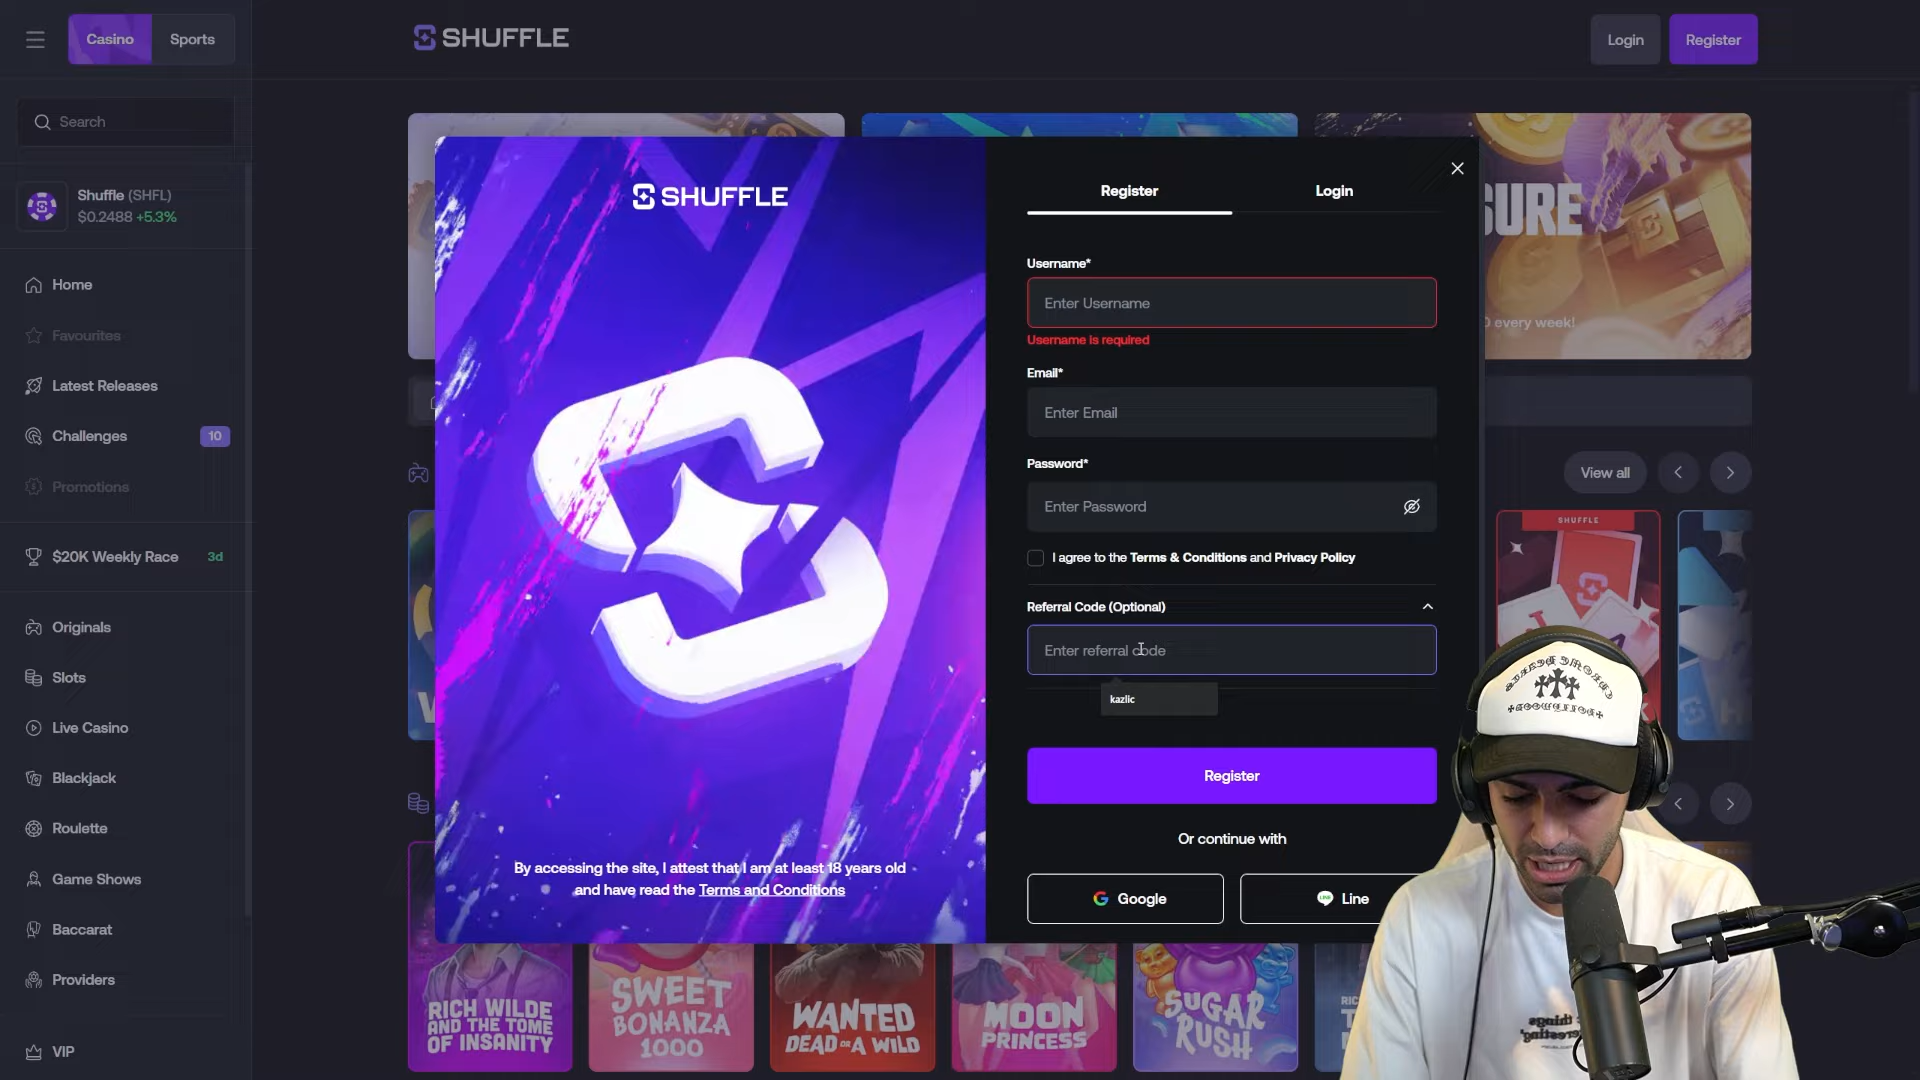 Casino
Sports
SHUFFLE
Login
Register
Search
Shuffle (SHFL)
$0.2488 +5.3%
Home
Favourites
Latest Releases
Challenges
10
Promotions
$20K Weekly Race
3d
Originals
Slots
Live Casino
Blackjack
Roulette
Game Shows
Baccarat
Providers
VIP
SHUFFLE
By accessing the site, I attest that I am at least 18 years old
and have read the Terms and Conditions
Register
Login
Username*
Enter Username
Username is required
Email*
Enter Email
Password*
Enter Password
I agree to the Terms & Conditions and Privacy Policy
Referral Code (Optional)
Enter referral code
kazlic
Register
Or continue with
Google
Line
SURE
0 every week!
View all
SHUFFLE
RICH WILDE
AND THE TOME
OF INSANITY
SWEET
BONANZA
1000
WANTED
DEAD OR A WILD
MOON
PRINCESS
SUGAR
RUSH
RIC